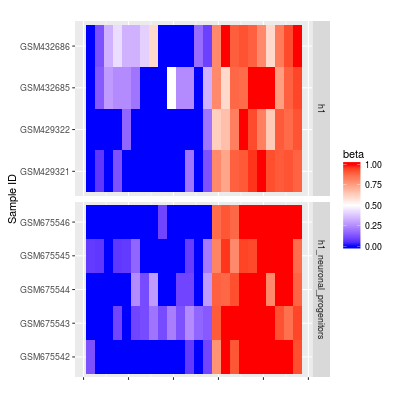 GSM432686
GSM432685
GSM429322
GSM429321
h1
GSM675546
GSM675545
GSM675544
GSM675543
GSM675542
h1_neuronal_progenitors
Sample ID
beta
1.00
0.75
0.50
0.25
0.00